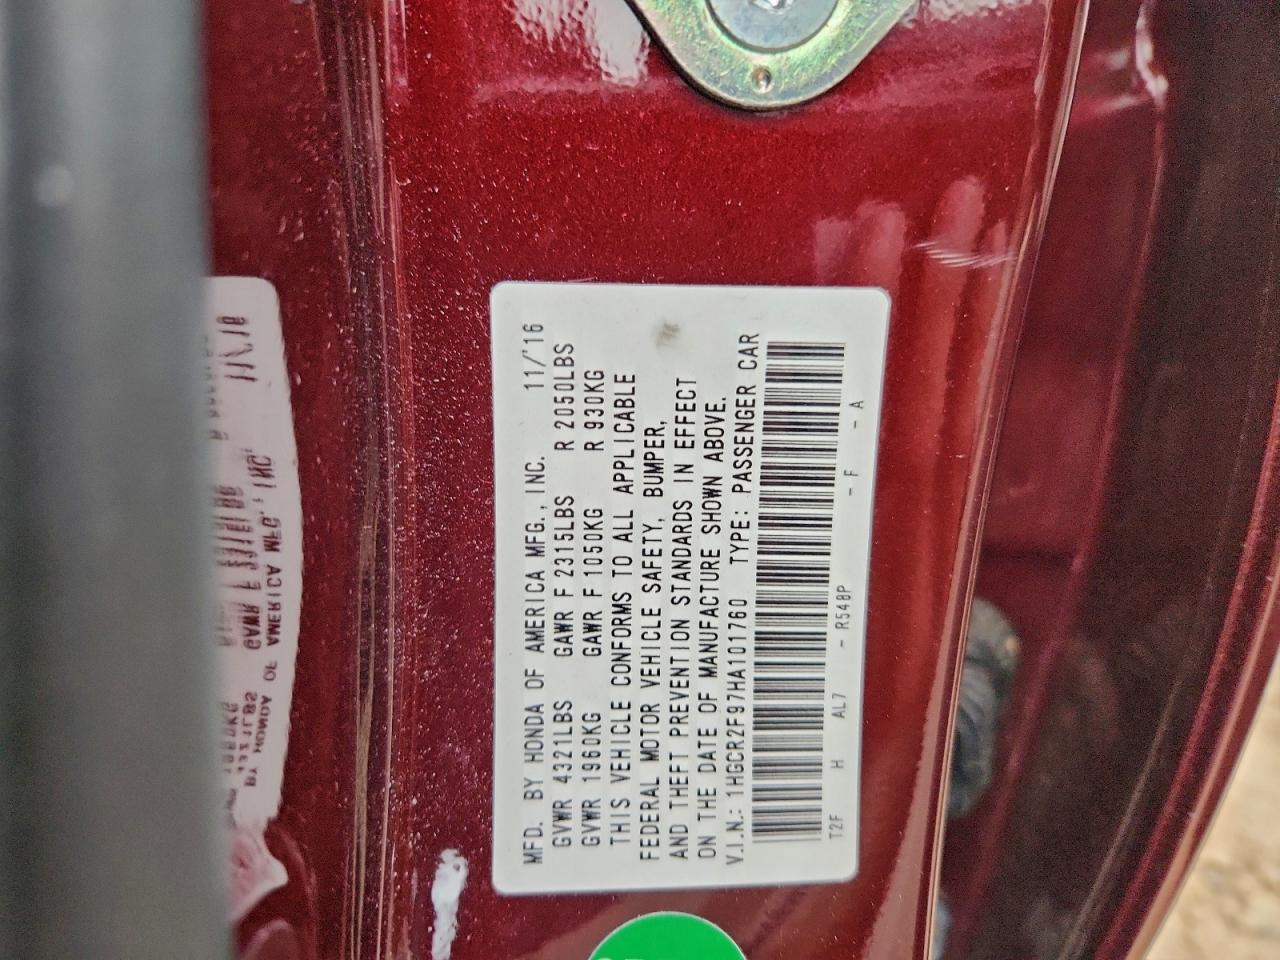 MFD. BY HONDA OF AMERICA MFG., INC. 11/'16
GVWR 4321LBS GAWR F 2315LBS R 2050LBS
GVWR 1960KG GAWR F 1050KG R 930KG
THIS VEHICLE CONFORMS TO ALL APPLICABLE
FEDERAL MOTOR VEHICLE SAFETY, BUMPER,
AND THEFT PREVENTION STANDARDS IN EFFECT
ON THE DATE OF MANUFACTURE SHOWN ABOVE.
V.I.N.: 1HGCR2F97HA101760 TYPE: PASSENGER CAR
T2F H AL7 - R548P - F - A